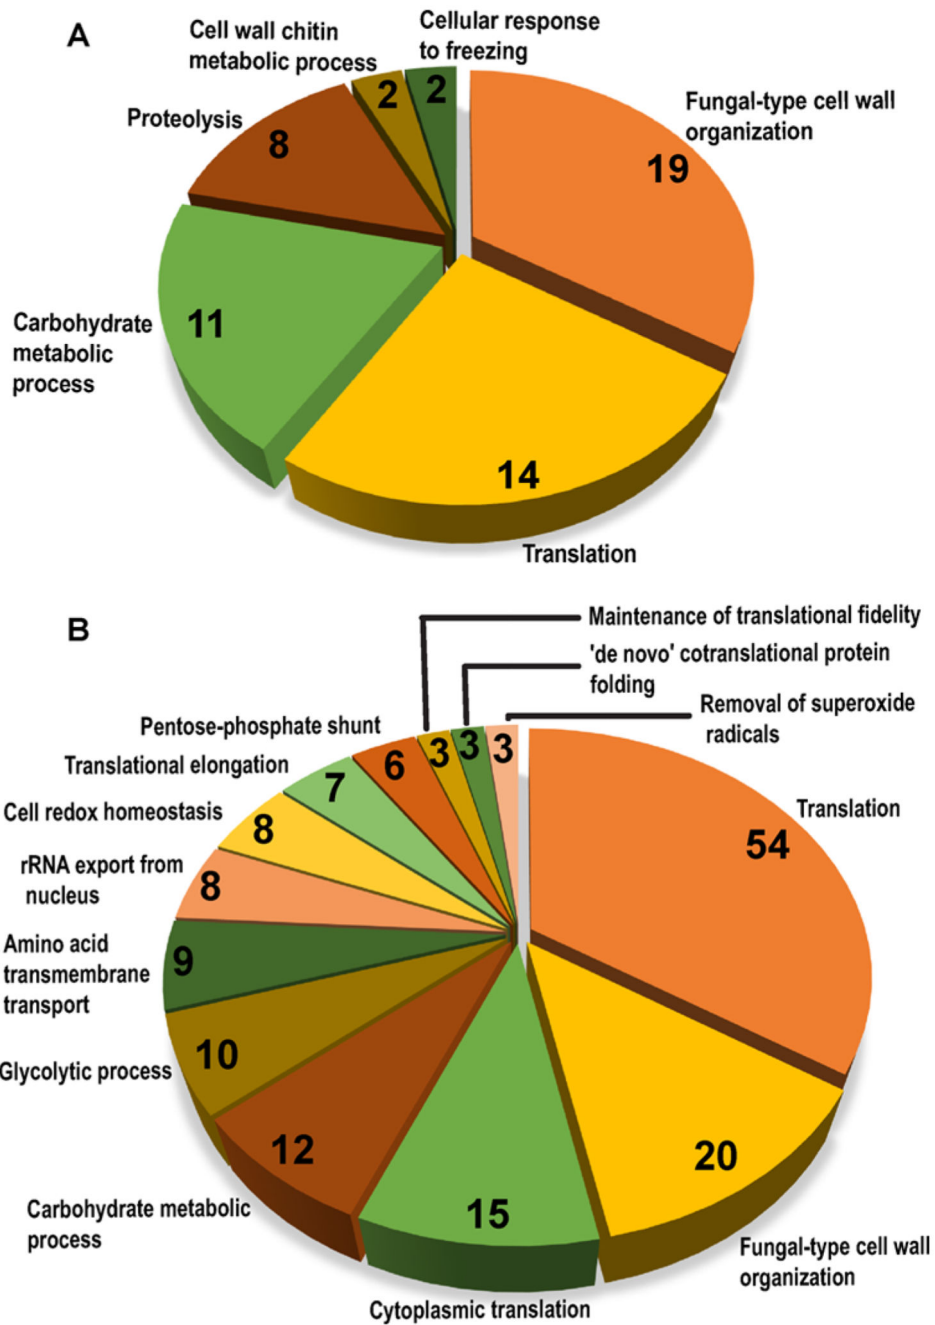 A
Cell wall chitin
metabolic process
2
Cellular response
to freezing
2
Fungal-type cell wall
organization
19
Proteolysis
8
Carbohydrate
metabolic
process
11
14
Translation
B
Maintenance of translational fidelity
'de novo' cotranslational protein
folding
Removal of superoxide
radicals
Pentose-phosphate shunt
6
3
3
3
Translational elongation
7
Translation
54
Cell redox homeostasis
8
rRNA export from
nucleus
8
Amino acid
transmembrane
transport
9
Glycolytic process
10
12
Carbohydrate metabolic
process
15
Cytoplasmic translation
20
Fungal-type cell wall
organization